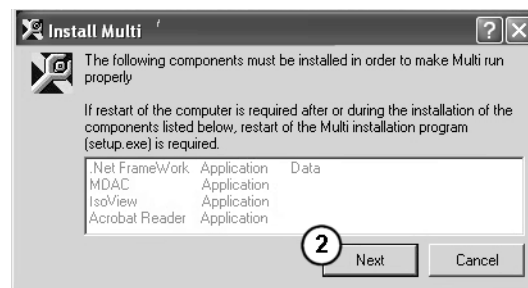 Install Multi
The following components must be installed in order to make Multi run
properly
If restart of the computer is required after or during the installation of the
components listed below, restart of the Multi installation program
(setup.exe) is required.
.Net FrameWork Application Data
MDAC Application
IsoView Application
Acrobat Reader Application
2
Next Cancel